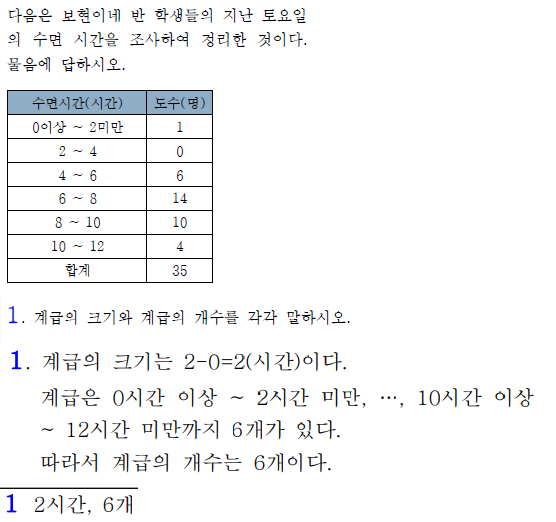 다음은 보현이네 반 학생들의 지난 토요일
의 수면 시간을 조사하여 정리한 것이다.
물음에 답하시오.
수면시간(시간) 도수(명)
0이상 ~ 2미만 1
2 ~ 4 0
4 ~ 6 6
6 ~ 8 14
8 ~ 10 10
10 ~ 12 4
합계 35
1. 계급의 크기와 계급의 개수를 각각 말하시오.
1. 계급의 크기는 2-0=2(시간)이다.
계급은 0시간 이상 ~ 2시간 미만, …, 10시간 이상
~ 12시간 미만까지 6개가 있다.
따라서 계급의 개수는 6개이다.
1 2시간, 6개